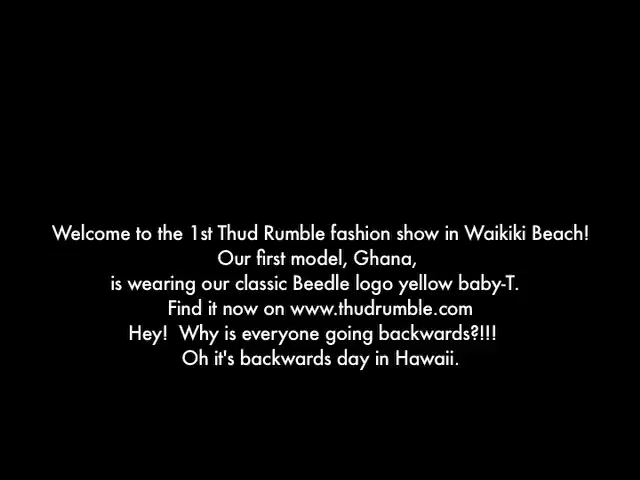 Welcome to the 1st Thud Rumble fashion show in Waikiki Beach!
Our first model, Ghana,
is wearing our classic Beedle logo yellow baby-T.
Find it now on www.thudrumble.com
Hey!  Why is everyone going backwards?!!!
Oh it's backwards day in Hawaii.